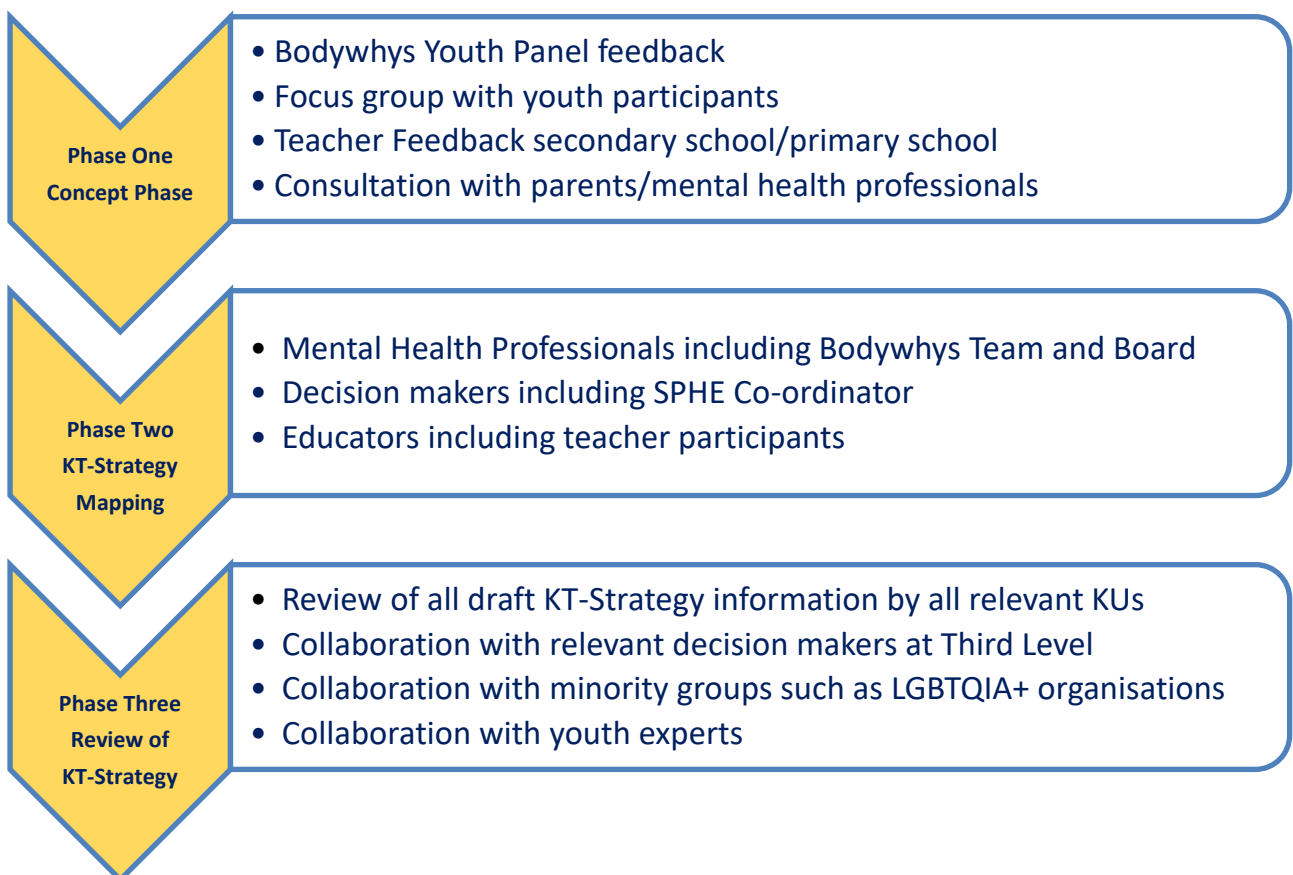 Phase One
Concept Phase
• Bodywhys Youth Panel feedback
• Focus group with youth participants
• Teacher Feedback secondary school/primary school
• Consultation with parents/mental health professionals
Phase Two
KT-Strategy
Mapping
• Mental Health Professionals including Bodywhys Team and Board
• Decision makers including SPHE Co-ordinator
• Educators including teacher participants
Phase Three
Review of
KT-Strategy
• Review of all draft KT-Strategy information by all relevant KUs
• Collaboration with relevant decision makers at Third Level
• Collaboration with minority groups such as LGBTQIA+ organisations
• Collaboration with youth experts